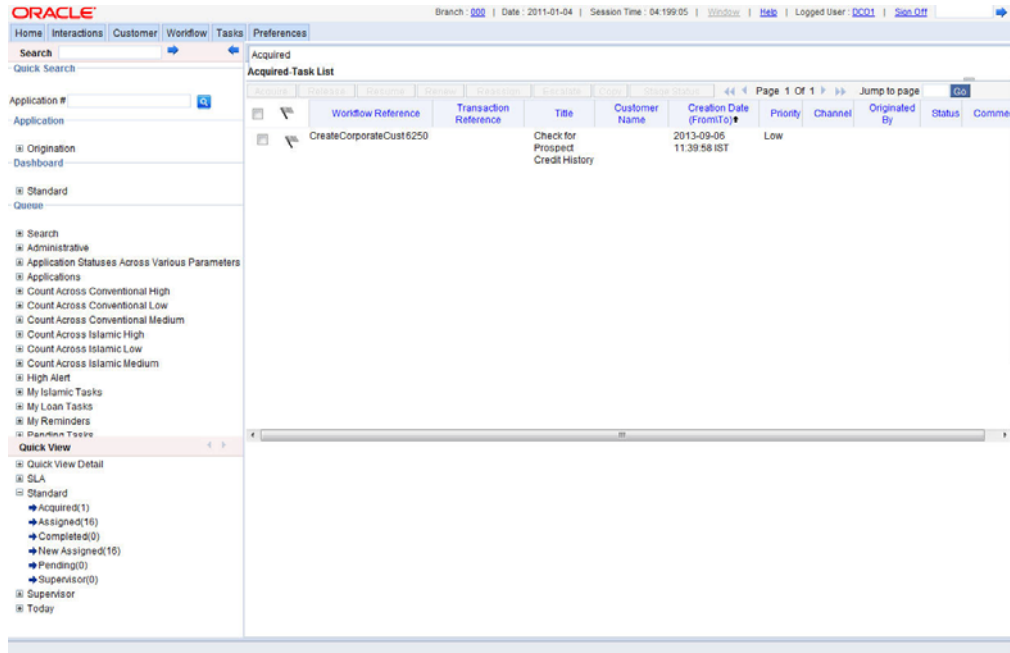 ORACLE
Branch : 000 | Date : 2011-01-04 | Session Time : 04:199:05 | Window | Help | Logged User : DCO1 | Sign Off
Home Interactions Customer Workflow Tasks Preferences
Search
Quick Search
Application #
Application
Origination
Dashboard
Standard
Queue
Search
Administrative
Application Statuses Across Various Parameters
Applications
Count Across Conventional High
Count Across Conventional Low
Count Across Conventional Medium
Count Across Islamic High
Count Across Islamic Low
Count Across Islamic Medium
High Alert
My Islamic Tasks
My Loan Tasks
My Reminders
Pending Tasks
Quick View
Quick View Detail
SLA
Standard
Acquired(1)
Assigned(16)
Completed(0)
New Assigned(16)
Pending(0)
Supervisor(0)
Supervisor
Today
Acquired
Acquired-Task List
Acquire Release Resume Renew Reassign Escalate Copy Stage Status Page 1 Of 1 Jump to page Go
Workflow Reference Transaction Reference Title Customer Name Creation Date (From\To) Priority Channel Originated By Status Comme
CreateCorporateCust6250 Check for Prospect Credit History 2013-09-06 11:39:58 IST Low